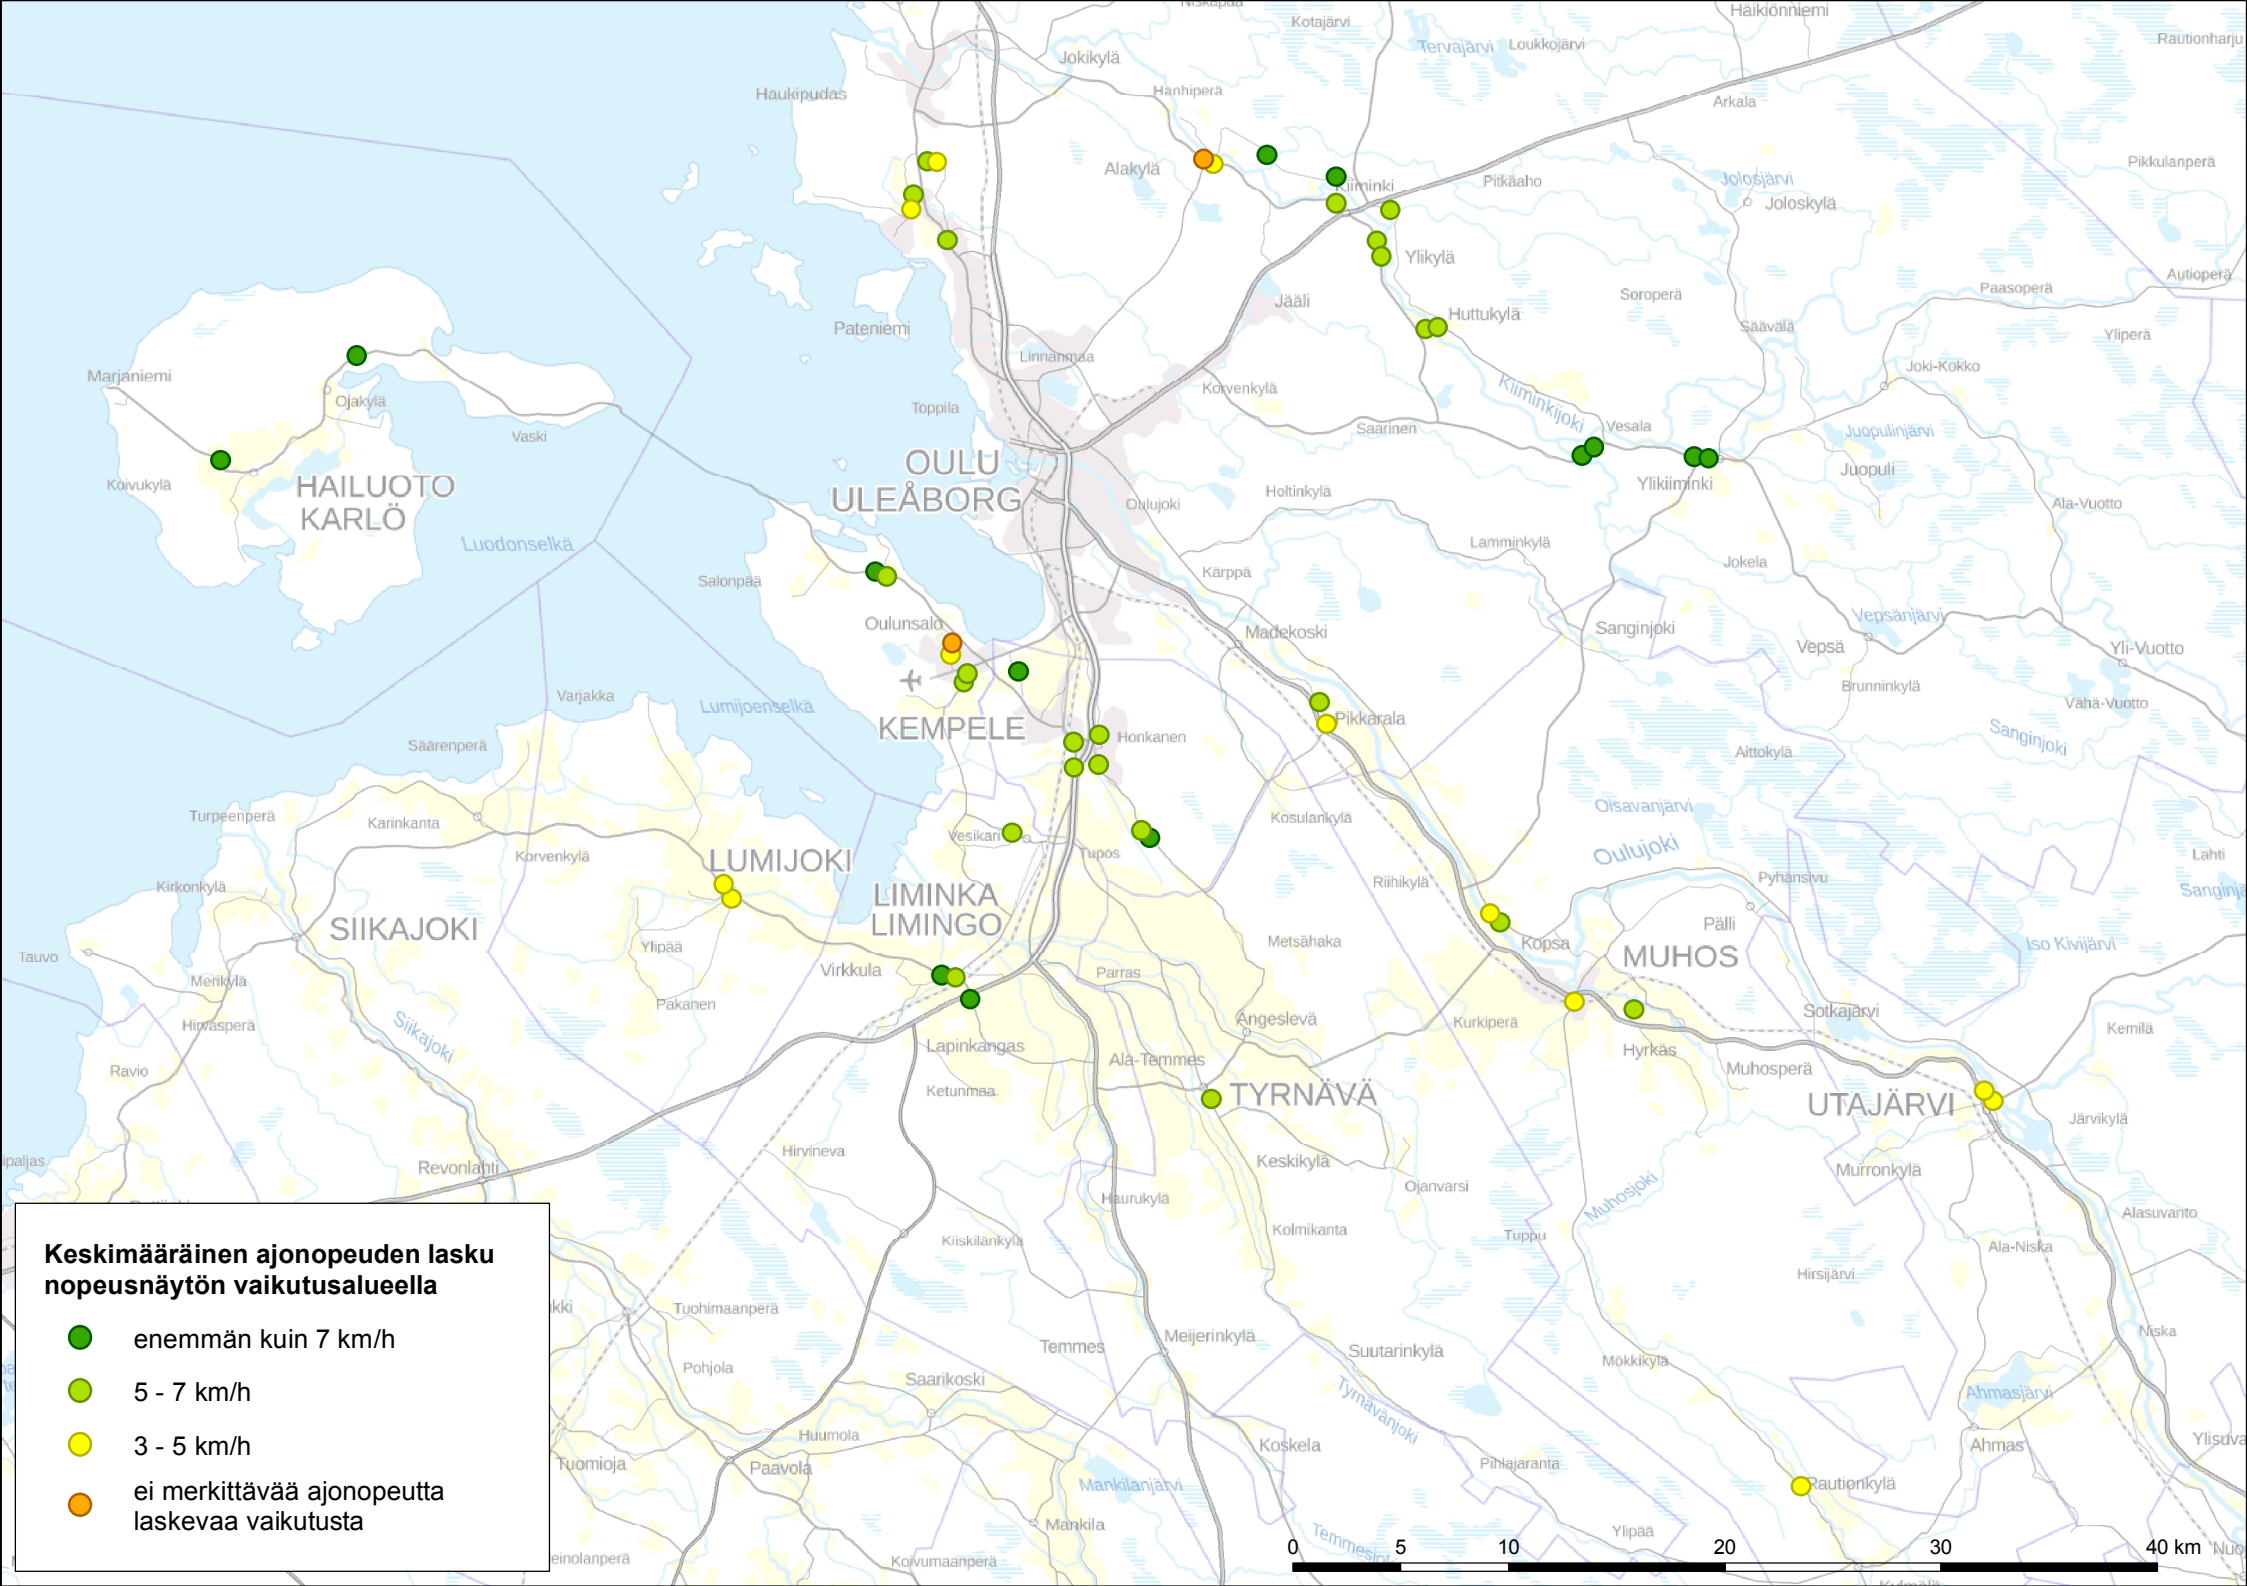 Niskapää
Häikiönniemi
Kotajärvi
Tervajärvi
Loukkojärvi
Rautionharju
Jokikylä
Haukipudas
Hanhiperä
Arkala
Alakylä
Pikkulanperä
Kiiminki
Pitkäaho
Jolosjärvi
Joloskylä
Ylikylä
Autioperä
Paasoperä
Soroperä
Jääli
Huttukylä
Säävälä
Yliperä
Pateniemi
Linnanmaa
Joki-Kokko
Marjaniemi
Ojakylä
Korvenkylä
Kiiminkijoki
Toppila
Vaski
Saarinen
Vesala
Juopulinjärvi
OULU
ULEÅBORG
Juopuli
Koivukylä
HAILUOTO
KARLÖ
Ylikiiminki
Holtinkylä
Oulujoki
Ala-Vuotto
Luodonselkä
Lamminkylä
Jokela
Salonpää
Kärppä
Oulunsalo
Madekoski
Sanginjoki
Vepsänjärvi
Vepsä
Yli-Vuotto
Varjakka
Lumijoenselkä
Brunninkylä
Vähä-Vuotto
KEMPELE
Honkanen
Pikkarala
Sanginjoki
Säärenperä
Aittokylä
Turpeenperä
Karinkanta
Vesikari
Kosulankylä
Oisavanjärvi
Oulujoki
Korvenkylä
LUMIJOKI
Tupos
Lahti
Kirkonkylä
LIMINKA
LIMINGO
Riihikylä
Pyhänsivu
SIIKAJOKI
Pälli
Metsähaka
Kopsa
MUHOS
Iso Kivijärvi
Tauvo
Ylipää
Virkkula
Merikylä
Parras
Pakanen
Hirvasperä
Siikajoki
Ängeslevä
Kurkiperä
Sotkajärvi
Kemilä
Lapinkangas
Ala-Temmes
Hyrkäs
Muhosperä
Ravio
Ketunmaa
TYRNÄVÄ
UTAJÄRVI
Järvikylä
Hirvineva
Keskikylä
Murronkylä
Revonlahti
Ojanvarsi
Muhosjoki
Haurukylä
Kolmikanta
Alasuvanto
Kiiskilänkylä
Tuppu
Ala-Niska
Hirsijärvi
Keskimääräinen ajonopeuden lasku
nopeusnäytön vaikutusalueella
enemmän kuin 7 km/h
5 - 7 km/h
3 - 5 km/h
ei merkittävää ajonopeutta
laskevaa vaikutusta
Tuohimaanperä
Temmes
Meijerinkylä
Suutarinkylä
Niska
Mökkikylä
Pohjola
Saarikoski
Tyrnävänjoki
Ahmasjärvi
Huumola
Koskela
Ahmas
Tuomioja
Paavola
Mankilanjärvi
Pihlajaranta
Rautionkylä
Mankila
Ylipää
Koivumaanperä
0 5 10 20 30 40 km